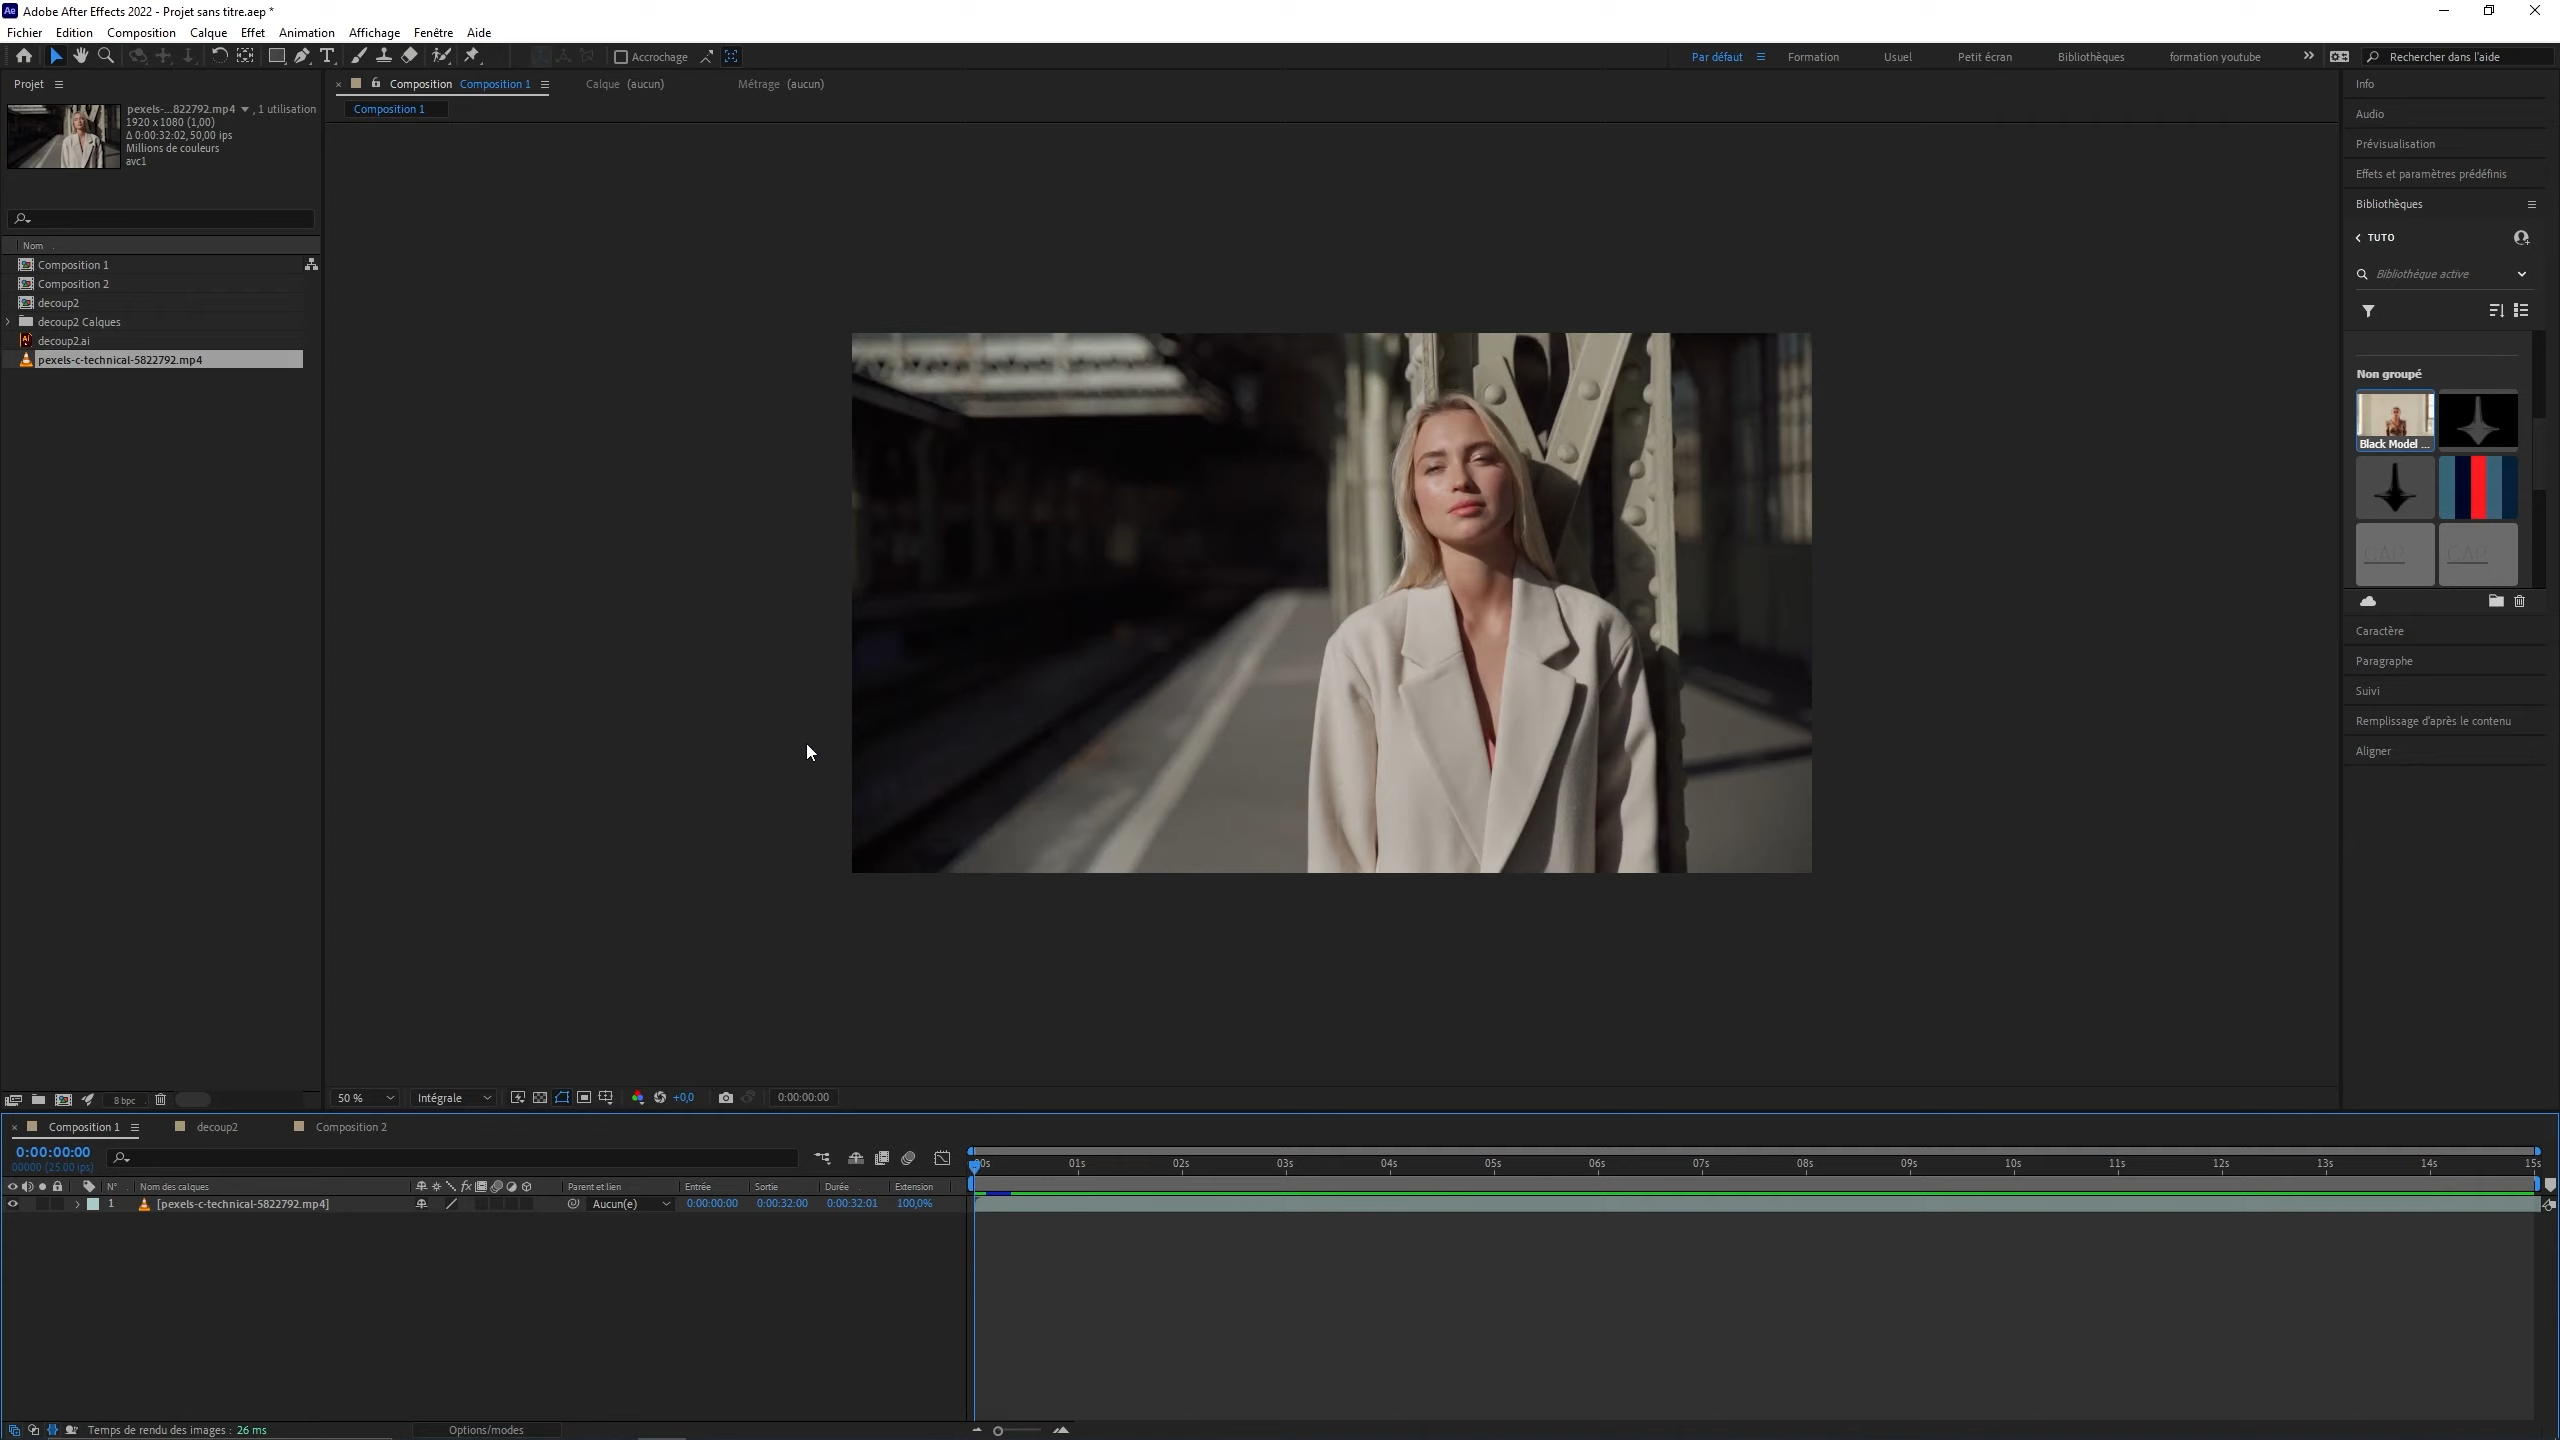 Adobe After Effects 2022 - Projet sans titre.aep *
Fichier Edition Composition Calque Effet Animation Affichage Fenêtre Aide
Accrochage
Par défaut Formation Usuel Petit écran Bibliothèques formation youtube
Rechercher dans l'aide
Projet
pexels-...822792.mp4 , 1 utilisation
1920 x 1080 (1,00)
Δ 0:00:32:02, 50,00 ips
Millions de couleurs
avc1
Nom
Composition 1
Composition 2
decoup2
decoup2 Calques
decoup2.ai
pexels-c-technical-5822792.mp4
8 bpc
Composition Composition 1
Calque (aucun)
Métrage (aucun)
Composition 1
50 %
Intégrale
+0,0
0:00:00:00
Info
Audio
Prévisualisation
Effets et paramètres prédéfinis
Bibliothèques
TUTO
Bibliothèque active
Non groupé
Black Model ...
Caractère
Paragraphe
Suivi
Remplissage d'après le contenu
Aligner
Composition 1
decoup2
Composition 2
0:00:00:00
00000 (25.00 ips)
00s 01s 02s 03s 04s 05s 06s 07s 08s 09s 10s 11s 12s 13s 14s 15s
N° Nom des calques Parent et lien Entrée Sortie Durée Extension
1 [pexels-c-technical-5822792.mp4] Aucun(e) 0:00:00:00 0:00:32:00 0:00:32:01 100,0%
Temps de rendu des images : 26 ms
Options/modes